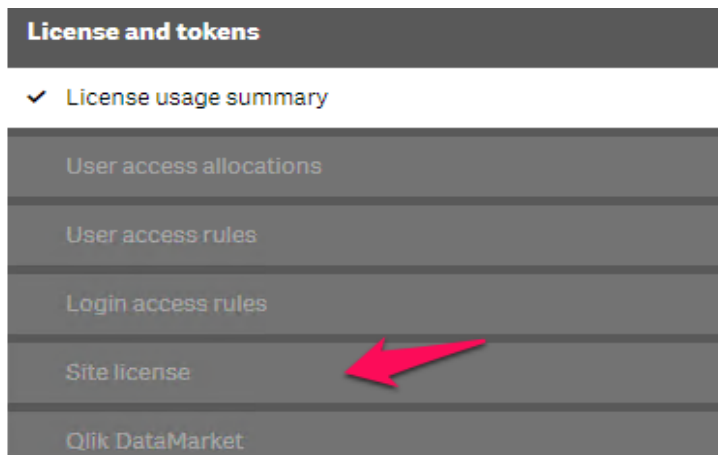 License and tokens
License usage summary
User access allocations
User access rules
Login access rules
Site license
Qlik DataMarket